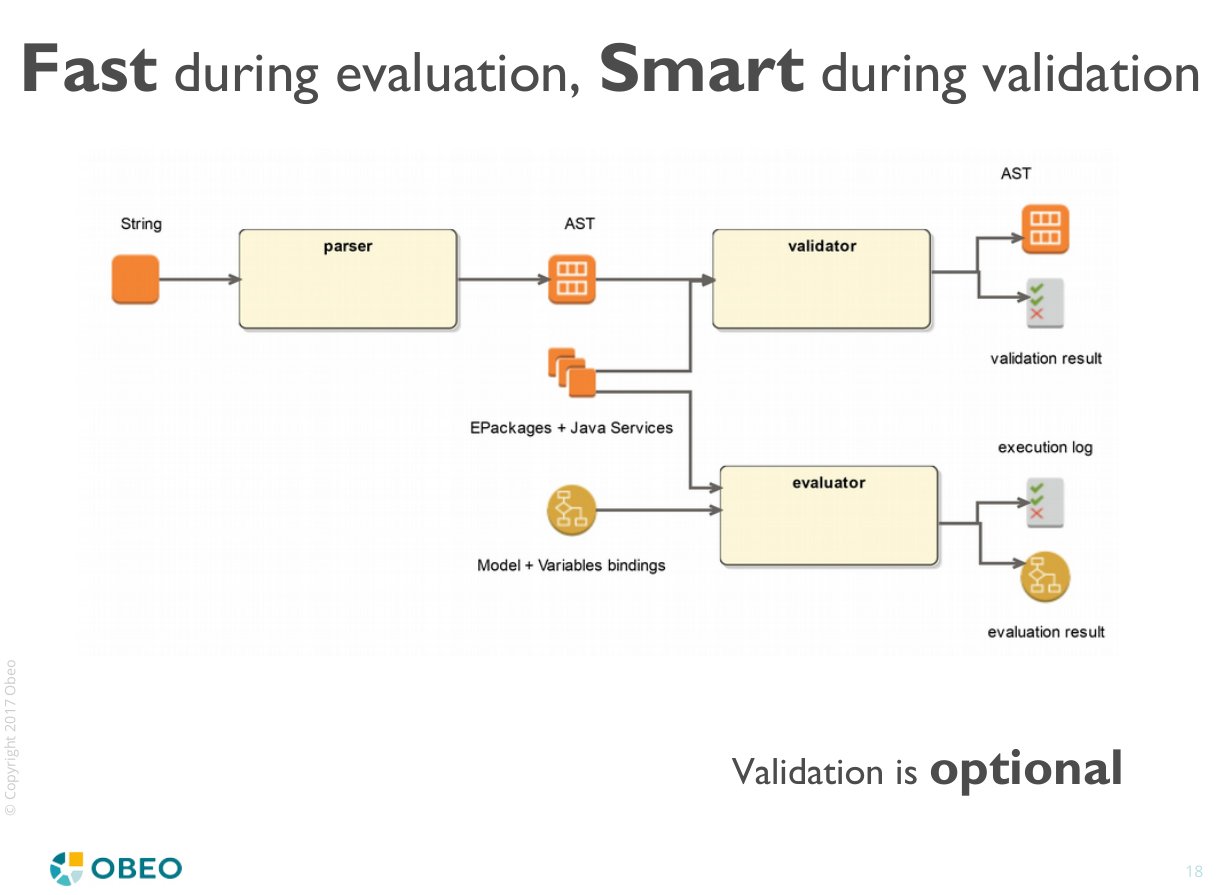 Fast during evaluation, Smart during validation
AST
String
AST
parser
validator
validation result
EPackages + Java Services
execution log
evaluator
Model + Variables bindings
evaluation result
© Copyright 2017 Obeo
Validation is optional
OBEO
18